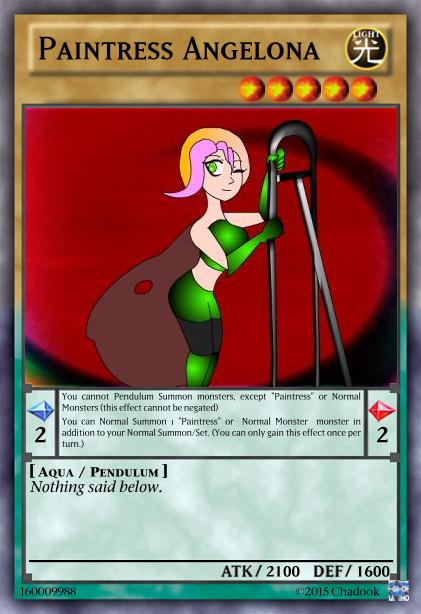 PAINTRESS ANGELONA
LIGHT
光
You cannot Pendulum Summon monsters, except "Paintress" or Normal
Monsters (this effect cannot be negated)
You can Normal Summon 1 "Paintress" or Normal Monster monster in
addition to your Normal Summon/Set. (You can only gain this effect once per
turn.)
2
2
[ AQUA / PENDULUM ]
Nothing said below.
ATK / 2100 DEF / 1600
160009988
©2015 Chadook